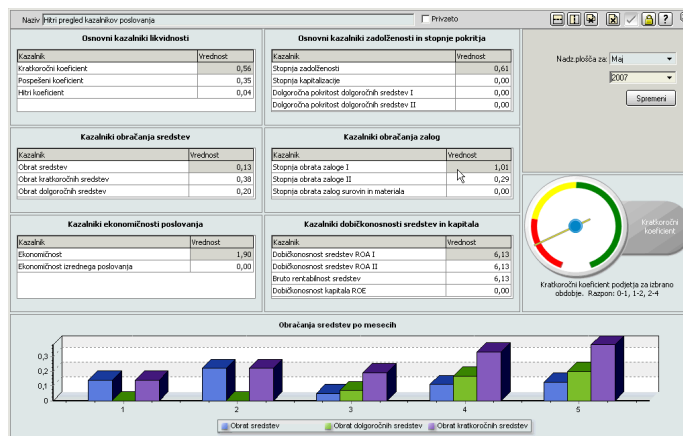 Naziv Hitri pregled kazalnikov poslovanja Privzeto
Osnovni kazalniki likvidnosti
Kazalnik Vrednost
Kratkoročni koeficient 0,56
Pospešeni koeficient 0,35
Hitri koeficient 0,04
Osnovni kazalniki zadolženosti in stopnje pokritja
Kazalnik Vrednost
Stopnja zadolženosti 0,61
Stopnja kapitalizacije 0,00
Dolgoročna pokritost dolgoročnih sredstev I 0,00
Dolgoročna pokritost dolgoročnih sredstev II 0,00
Nadz.plošča za: Maj
2007
Spremeni
Kazalniki obračanja sredstev
Kazalnik Vrednost
Obrat sredstev 0,13
Obrat kratkoročnih sredstev 0,38
Obrat dolgoročnih sredstev 0,20
Kazalniki obračanja zalog
Kazalnik Vrednost
Stopnja obrata zaloge I 1,01
Stopnja obrata zaloge II 0,29
Stopnja obrata zalog surovin in materiala 0,00
Kazalniki ekonomičnosti poslovanja
Kazalnik Vrednost
Ekonomičnost 1,90
Ekonomičnost izrednega poslovanja 0,00
Kazalniki dobičkonosnosti sredstev in kapitala
Kazalnik Vrednost
Dobičkonosnost sredstev ROA I 6,13
Dobičkonosnost sredstev ROA II 6,13
Bruto rentabilnost sredstev 6,13
Dobičkonosnost kapitala ROE 0,00
Kratkoročni
koeficient
Kratkoročni koeficient podjetja za izbrano
obdobje. Razpon: 0-1, 1-2, 2-4
Obračanja sredstev po mesecih
0,3
0,2
0,1
0
1 2 3 4 5
Obrat sredstev Obrat dolgoročnih sredstev Obrat kratkoročnih sredstev